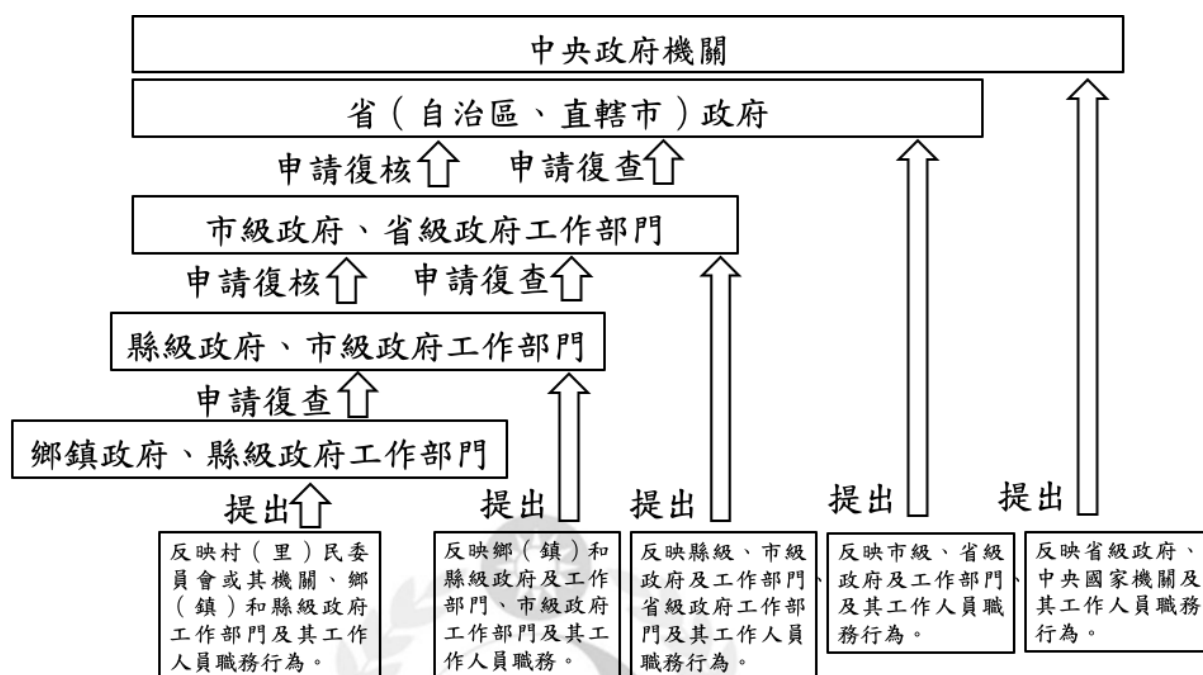 中央政府機關
省（自治區、直轄市）政府
申請復核 申請復查
市級政府、省級政府工作部門
申請復核 申請復查
縣級政府、市級政府工作部門
申請復查
鄉鎮政府、縣級政府工作部門
提出 提出 提出 提出 提出
反映村（里）民委
員會或其機關、鄉
（鎮）和縣級政府
工作部門及其工作
人員職務行為。
反映鄉（鎮）和
縣級政府及工作
部門、市級政府
工作部門及其工
作人員職務。
反映縣級、市級
政府及工作部門、
省級政府工作部
門及其工作人員
職務行為。
反映市級、省級
政府及工作部門、
及其工作人員職
務行為。
反映省級政府、
中央國家機關及
其工作人員職務
行為。